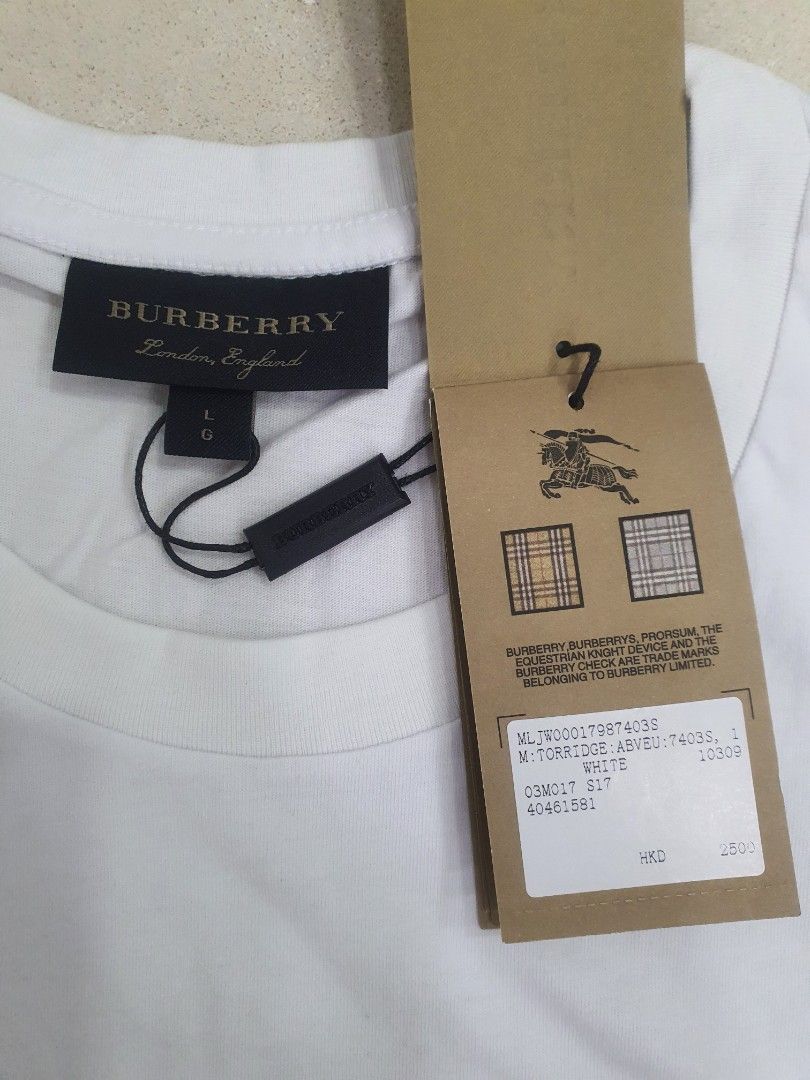 BURBERRY
London, England
L
G
BURBERRY
BURBERRY,BURBERRYS, PRORSUM, THE
EQUESTRIAN KNGHT DEVICE AND THE
BURBERRY CHECK ARE TRADE MARKS
BELONGING TO BURBERRY LIMITED.
MLJW00017987403S
M:TORRIDGE:ABVEU:7403S, 1
WHITE 10309
03M017 S17
40461581
HKD 2500